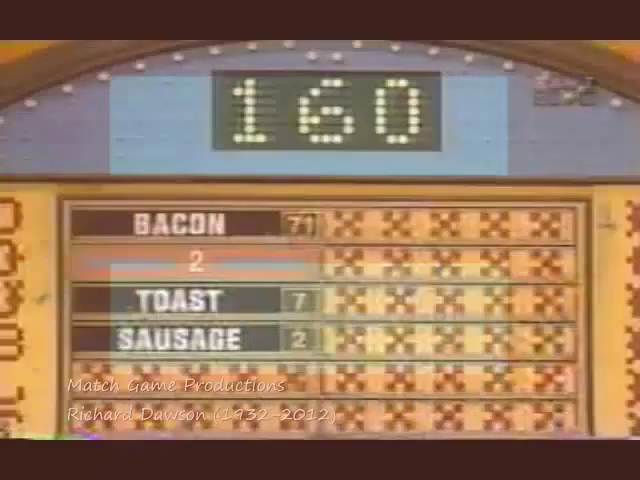 160
BACON 71
2
TOAST 7
SAUSAGE 2
Match Game Productions
Richard Dawson (1932-2012)